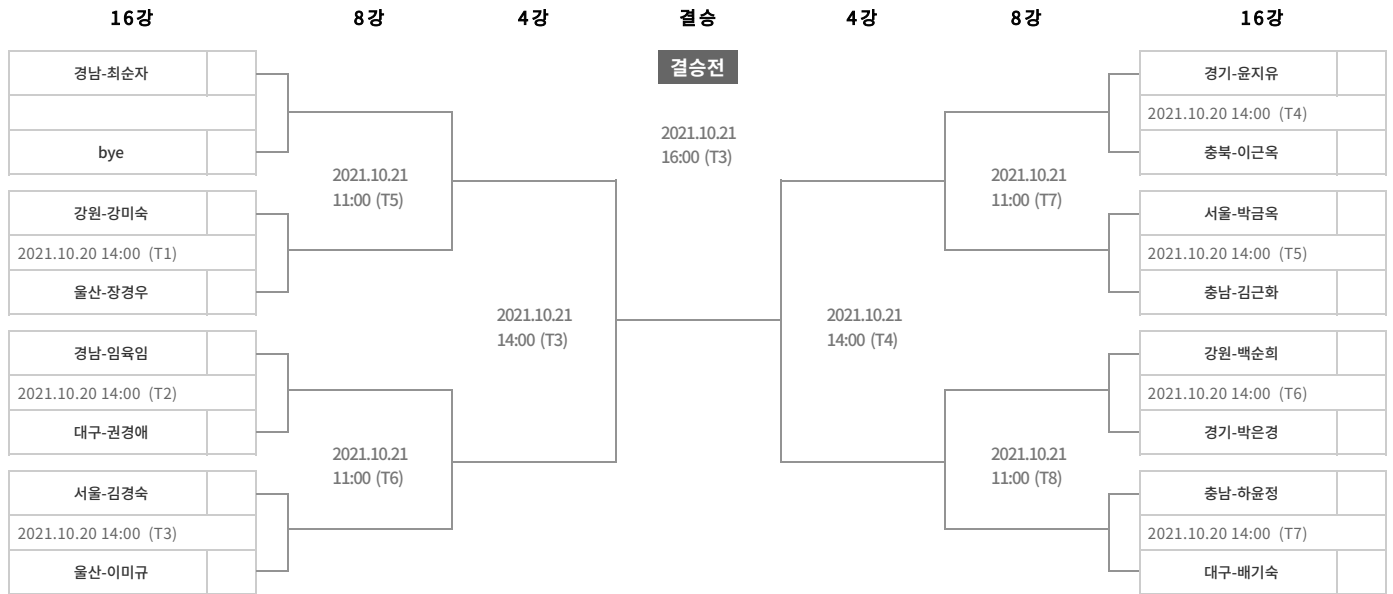 16강 8강 4강 결승 4강 8강 16강
결승전
2021.10.21
16:00 (T3)
경남-최순자
bye
강원-강미숙
2021.10.20 14:00 (T1)
울산-장경우
경남-임육임
2021.10.20 14:00 (T2)
대구-권경애
서울-김경숙
2021.10.20 14:00 (T3)
울산-이미규
2021.10.21
11:00 (T5)
2021.10.21
11:00 (T6)
2021.10.21
14:00 (T3)
2021.10.21
14:00 (T4)
2021.10.21
11:00 (T7)
2021.10.21
11:00 (T8)
경기-윤지유
2021.10.20 14:00 (T4)
충북-이근옥
서울-박금옥
2021.10.20 14:00 (T5)
충남-김근화
강원-백순희
2021.10.20 14:00 (T6)
경기-박은경
충남-하윤정
2021.10.20 14:00 (T7)
대구-배기숙